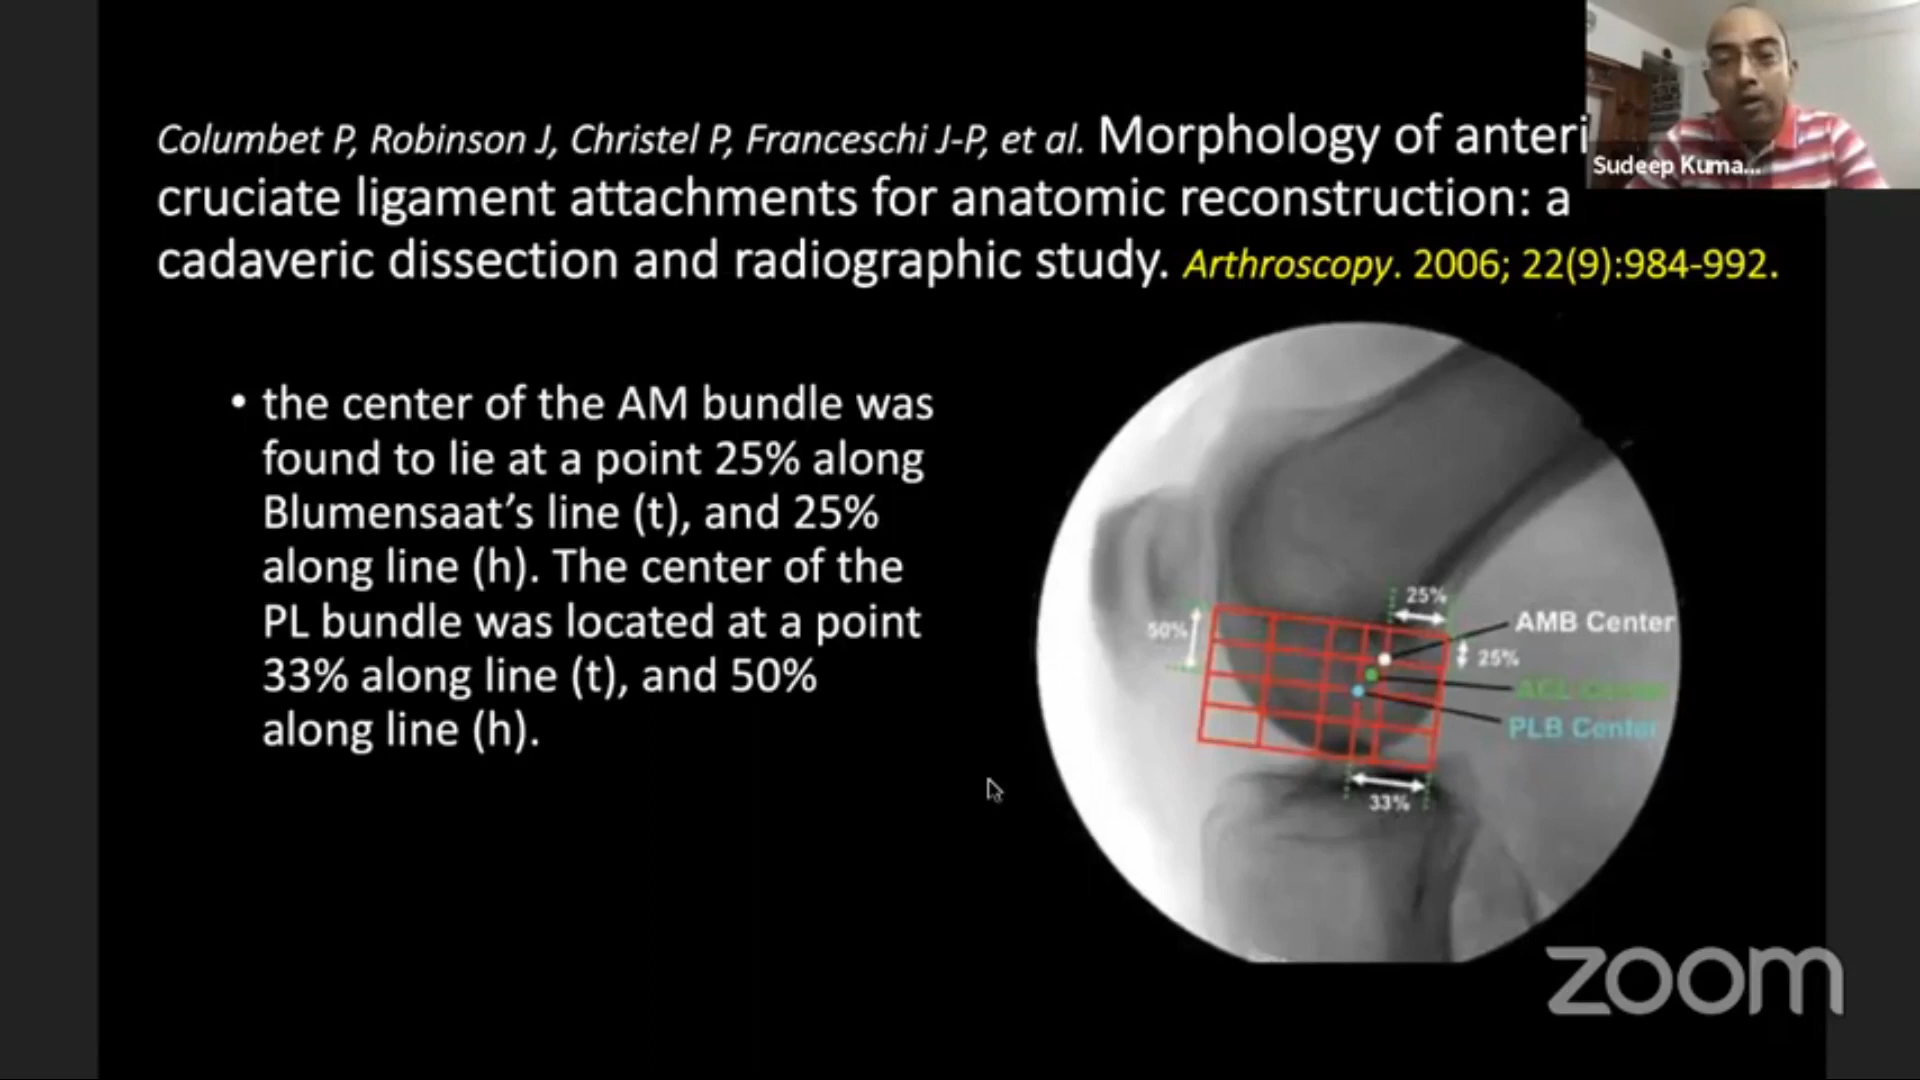 Columbet P, Robinson J, Christel P, Franceschi J-P, et al. Morphology of anteri
cruciate ligament attachments for anatomic reconstruction: a
cadaveric dissection and radiographic study. Arthroscopy. 2006; 22(9):984-992.
Sudeep Kuma...
• the center of the AM bundle was
found to lie at a point 25% along
Blumensaat’s line (t), and 25%
along line (h). The center of the
PL bundle was located at a point
33% along line (t), and 50%
along line (h).
25%
50%
AMB Center
25%
ACL Center
PLB Center
33%
zoom